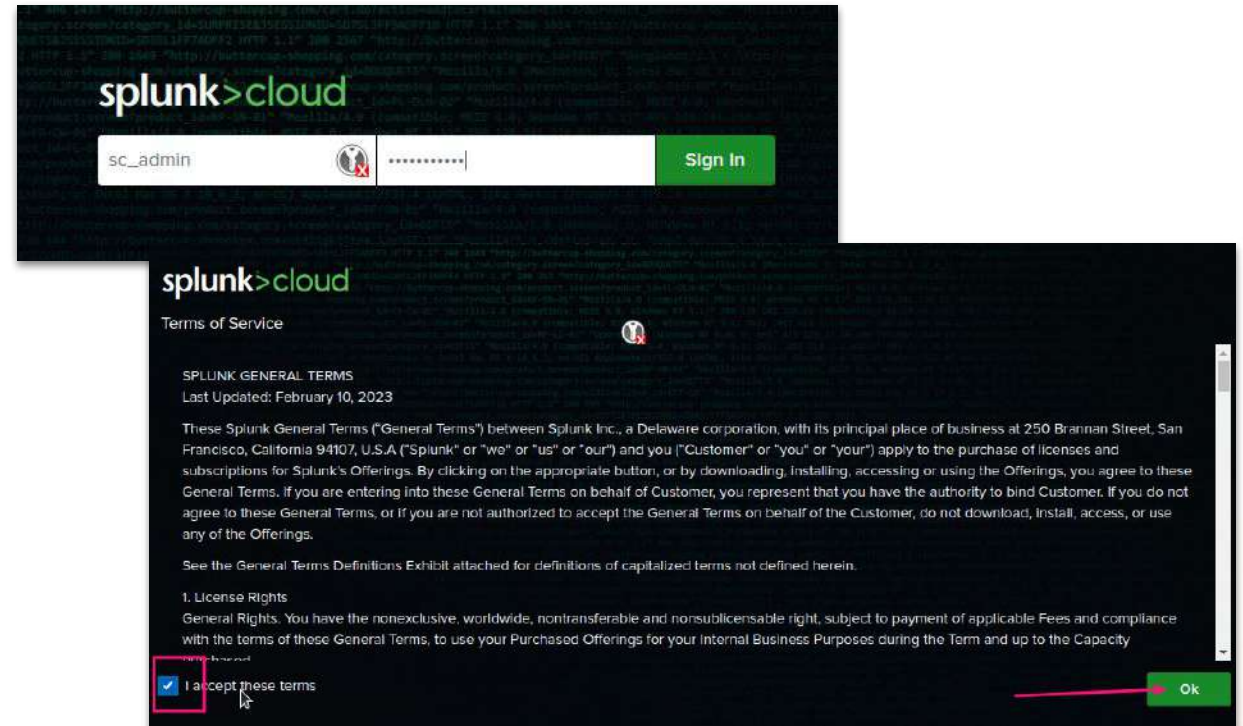 splunk>cloud
sc_admin ••••••••••• Sign In
splunk>cloud
Terms of Service
SPLUNK GENERAL TERMS
Last Updated: February 10, 2023
These Splunk General Terms ("General Terms") between Splunk Inc., a Delaware corporation, with its principal place of business at 250 Brannan Street, San
Francisco, California 94107, U.S.A ("Splunk" or "we" or "us" or "our") and you ("Customer" or "you" or "your") apply to the purchase of licenses and
subscriptions for Splunk's Offerings. By clicking on the appropriate button, or by downloading, installing, accessing or using the Offerings, you agree to these
General Terms. If you are entering into these General Terms on behalf of Customer, you represent that you have the authority to bind Customer. If you do not
agree to these General Terms, or if you are not authorized to accept the General Terms on behalf of the Customer, do not download, install, access, or use
any of the Offerings.
See the General Terms Definitions Exhibit attached for definitions of capitalized terms not defined herein.
1. License Rights
General Rights. You have the nonexclusive, worldwide, nontransferable and nonsublicensable right, subject to payment of applicable Fees and compliance
with the terms of these General Terms, to use your Purchased Offerings for your Internal Business Purposes during the Term and up to the Capacity
I accept these terms
Ok